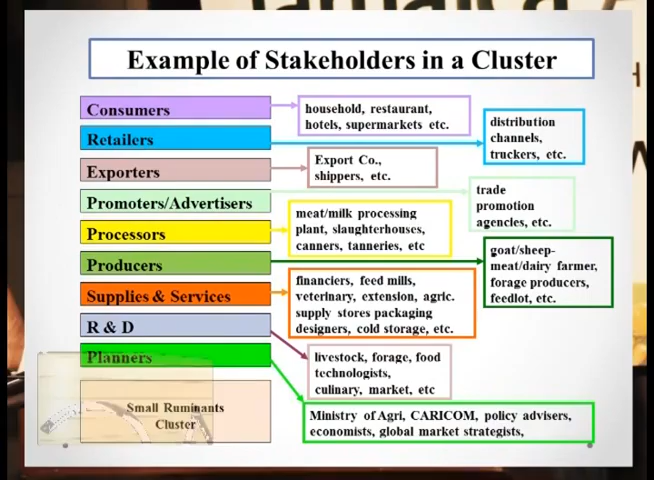 Jamaica
Example of Stakeholders in a Cluster
Consumers
household, restaurant,
hotels, supermarkets etc.
Retailers
distribution
channels,
truckers, etc.
Exporters
Export Co.,
shippers, etc.
Promoters/Advertisers
trade
promotion
agencies, etc.
Processors
meat/milk processing
plant, slaughterhouses,
canners, tanneries, etc
Producers
goat/sheep-
meat/dairy farmer,
forage producers,
feedlot, etc.
Supplies & Services
financiers, feed mills,
veterinary, extension, agric.
supply stores packaging
designers, cold storage, etc.
R & D
livestock, forage, food
technologists,
culinary, market, etc
Planners
Ministry of Agri, CARICOM, policy advisers,
economists, global market strategists,
Small Ruminants
Cluster